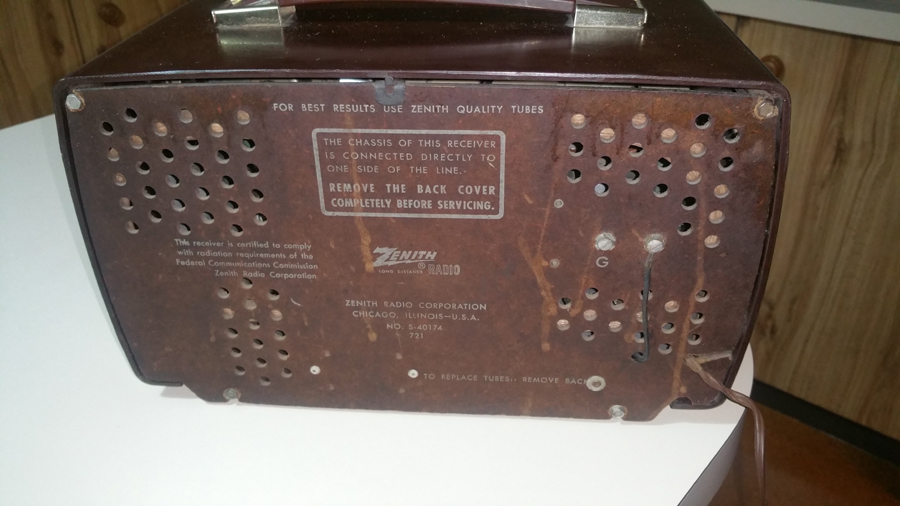 FOR BEST RESULTS USE ZENITH QUALITY TUBES
THE CHASSIS OF THIS RECEIVER
IS CONNECTED DIRECTLY TO
ONE SIDE OF THE LINE.
REMOVE THE BACK COVER
COMPLETELY BEFORE SERVICING.
This receiver is certified to comply
with radiation requirements of the
Federal Communications Commission
Zenith Radio Corporation
ZENITH
LONG DISTANCE ® RADIO
G
ZENITH RADIO CORPORATION
CHICAGO, ILLINOIS—U.S.A.
NO. S-40174
721
TO REPLACE TUBES: REMOVE BACK